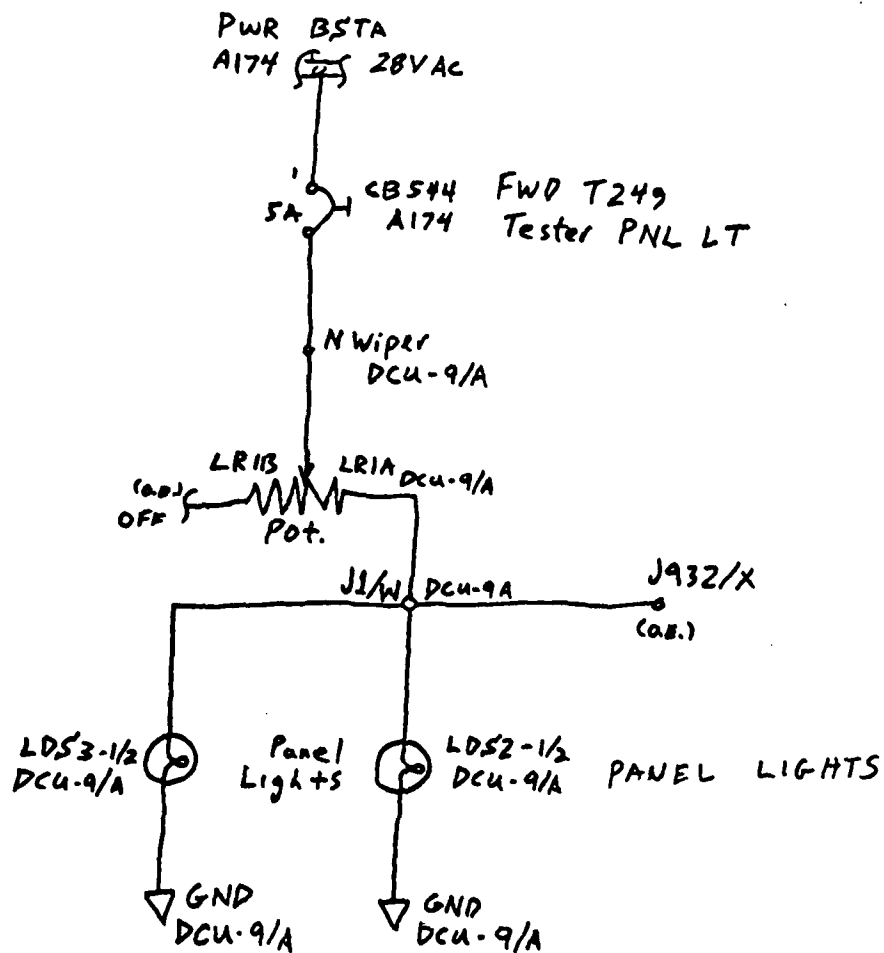 PWR BSTA
A174 28VAC
1
5A
CB544 FWD T249
A174 Tester PNL LT
N Wiper
DCU-9/A
LR1B LR1A DCU-9/A
(a.e.)
OFF
Pot.
J1/W DCU-9A J932/X
(a.e.)
LDS3-1/2 Panel LDS2-1/2
DCU-9/A Lights DCU-9/A PANEL LIGHTS
GND GND
DCU-9/A DCU-9/A